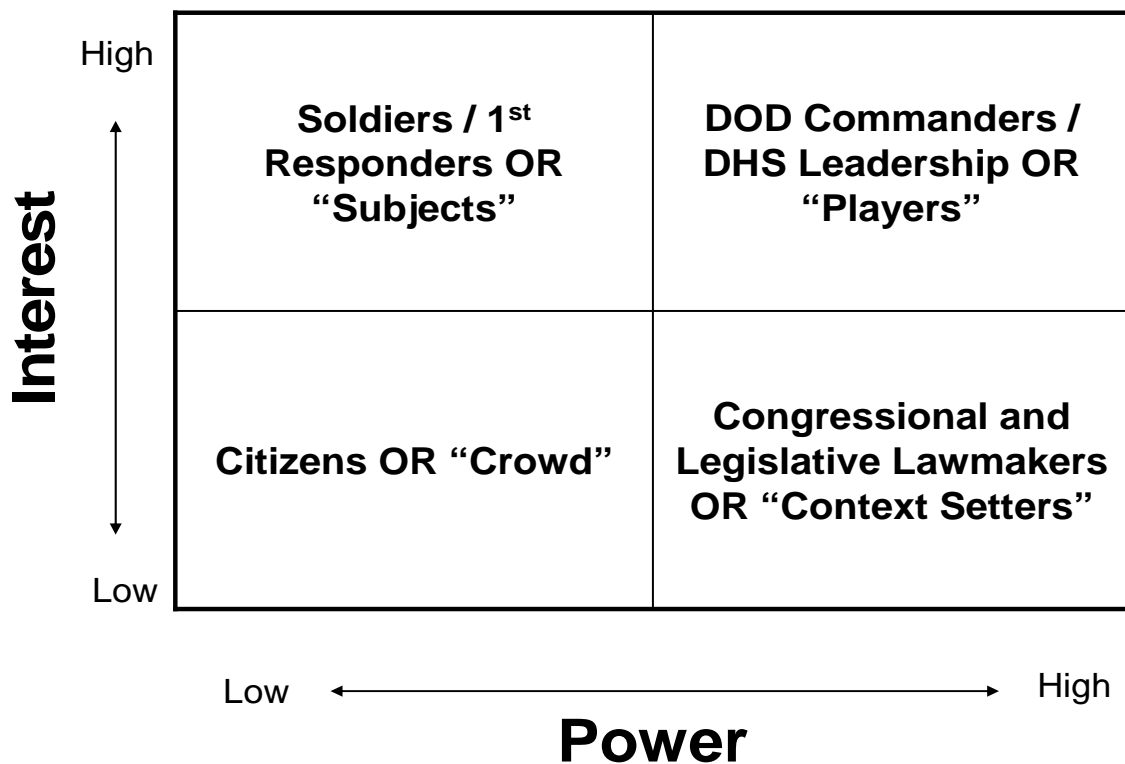 High
Soldiers / 1st
Responders OR
“Subjects”
DOD Commanders /
DHS Leadership OR
“Players”
Interest
Citizens OR “Crowd”
Congressional and
Legislative Lawmakers
OR “Context Setters”
Low
Low
High
Power